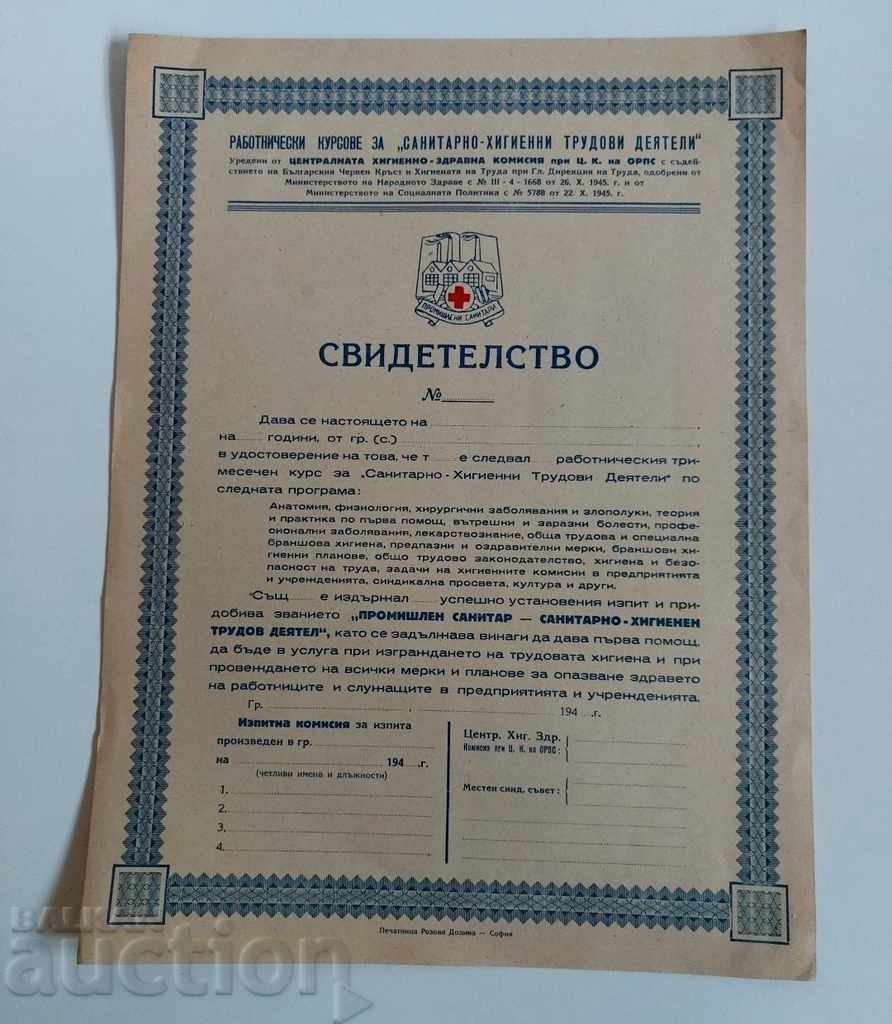 РАБОТНИЧЕСКИ КУРСОВЕ ЗА „САНИТАРНО-ХИГИЕННИ ТРУДОВИ ДЕЯТЕЛИ"
Уредени от ЦЕНТРАЛНАТА ХИГИЕННО-ЗДРАВНА КОМИСИЯ при Ц. К. на ОРПС с съдей-
ствието на Българския Червен Кръст и Хигиената на Труда при Гл. Дирекция на Труда, одобрени от
Министерството на Народното Здраве с № III - 4 - 1668 от 26. X. 1945. г. и от
Министерството на Социалната Политика с № 5788 от 22. X. 1945. г.
ПРОМИШЛЕНИ САНИТАРИ
СВИДЕТЕЛСТВО
№
Дава се настоящето на
на години, от гр. (с.)
в удостоверение на това, че т е следвал работническия три-
месечен курс за „Санитарно-Хигиенни Трудови Деятели" по
следната програма:
Анатомия, физиология, хирургични заболявания и злополуки, теория
и практика по първа помощ, вътрешни и заразни болести, профе-
сионални заболявания, лекарствознание, обща трудова и специална
браншова хигиена, предпазни и оздравителни мерки, браншови хи-
гиенни планове, общо трудово законодателство, хигиена и безо-
пасност на труда, задачи на хигиенните комисии в предприятията
и учрежденията, синдикална просвета, култура и други.
Същ е издържал успешно установения изпит и при-
добива званието „ПРОМИШЛЕН САНИТАР — САНИТАРНО-ХИГИЕНЕН
ТРУДОВ ДЕЯТЕЛ", като се задължава винаги да дава първа помощ,
да бъде в услуга при изграждането на трудовата хигиена и при
провеждането на всички мерки и планове за опазване здравето
на работниците и служащите в предприятията и учрежденията.
Гр. , 194 г.
Изпитна комисия за изпита
произведен в гр.
на 194 г.
(четливи имена и длъжности)
1.
2.
3.
4.
Центр. Хиг. Здр.
Комисия при Ц. К. на ОРПС:
Местен синд. съвет:
Печатница Розова Долина — София
BALKAN
auction